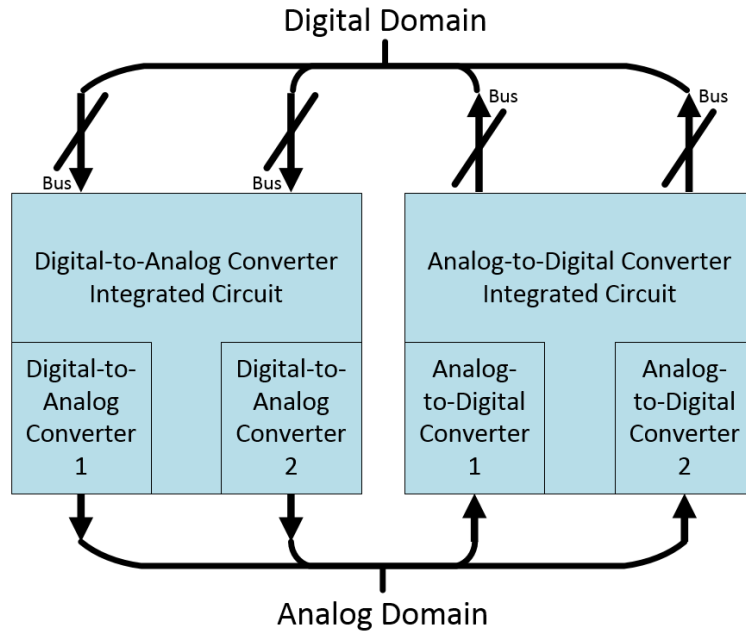 Digital Domain
Bus
Bus
Bus
Bus
Digital-to-Analog Converter
Integrated Circuit
Analog-to-Digital Converter
Integrated Circuit
Digital-to-
Analog
Converter
1
Digital-to-
Analog
Converter
2
Analog-
to-Digital
Converter
1
Analog-
to-Digital
Converter
2
Analog Domain